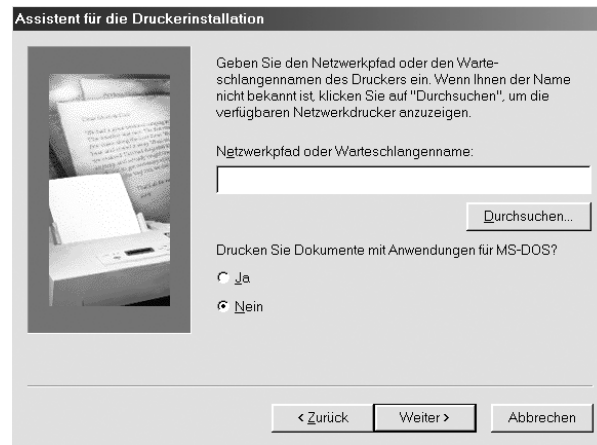 Assistent für die Druckerinstallation
Geben Sie den Netzwerkpfad oder den Warte-
schlangennamen des Druckers ein. Wenn Ihnen der Name
nicht bekannt ist, klicken Sie auf "Durchsuchen", um die
verfügbaren Netzwerkdrucker anzuzeigen.
Netzwerkpfad oder Warteschlangenname:
Durchsuchen...
Drucken Sie Dokumente mit Anwendungen für MS-DOS?
Ja
Nein
< Zurück
Weiter >
Abbrechen